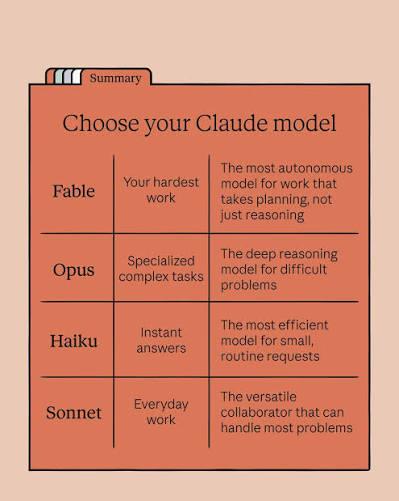 Summary
Choose your Claude model
Fable
Your hardest
work
The most autonomous
model for work that
takes planning, not
just reasoning
Opus
Specialized
complex tasks
The deep reasoning
model for difficult
problems
Haiku
Instant
answers
The most efficient
model for small,
routine requests
Sonnet
Everyday
work
The versatile
collaborator that can
handle most problems